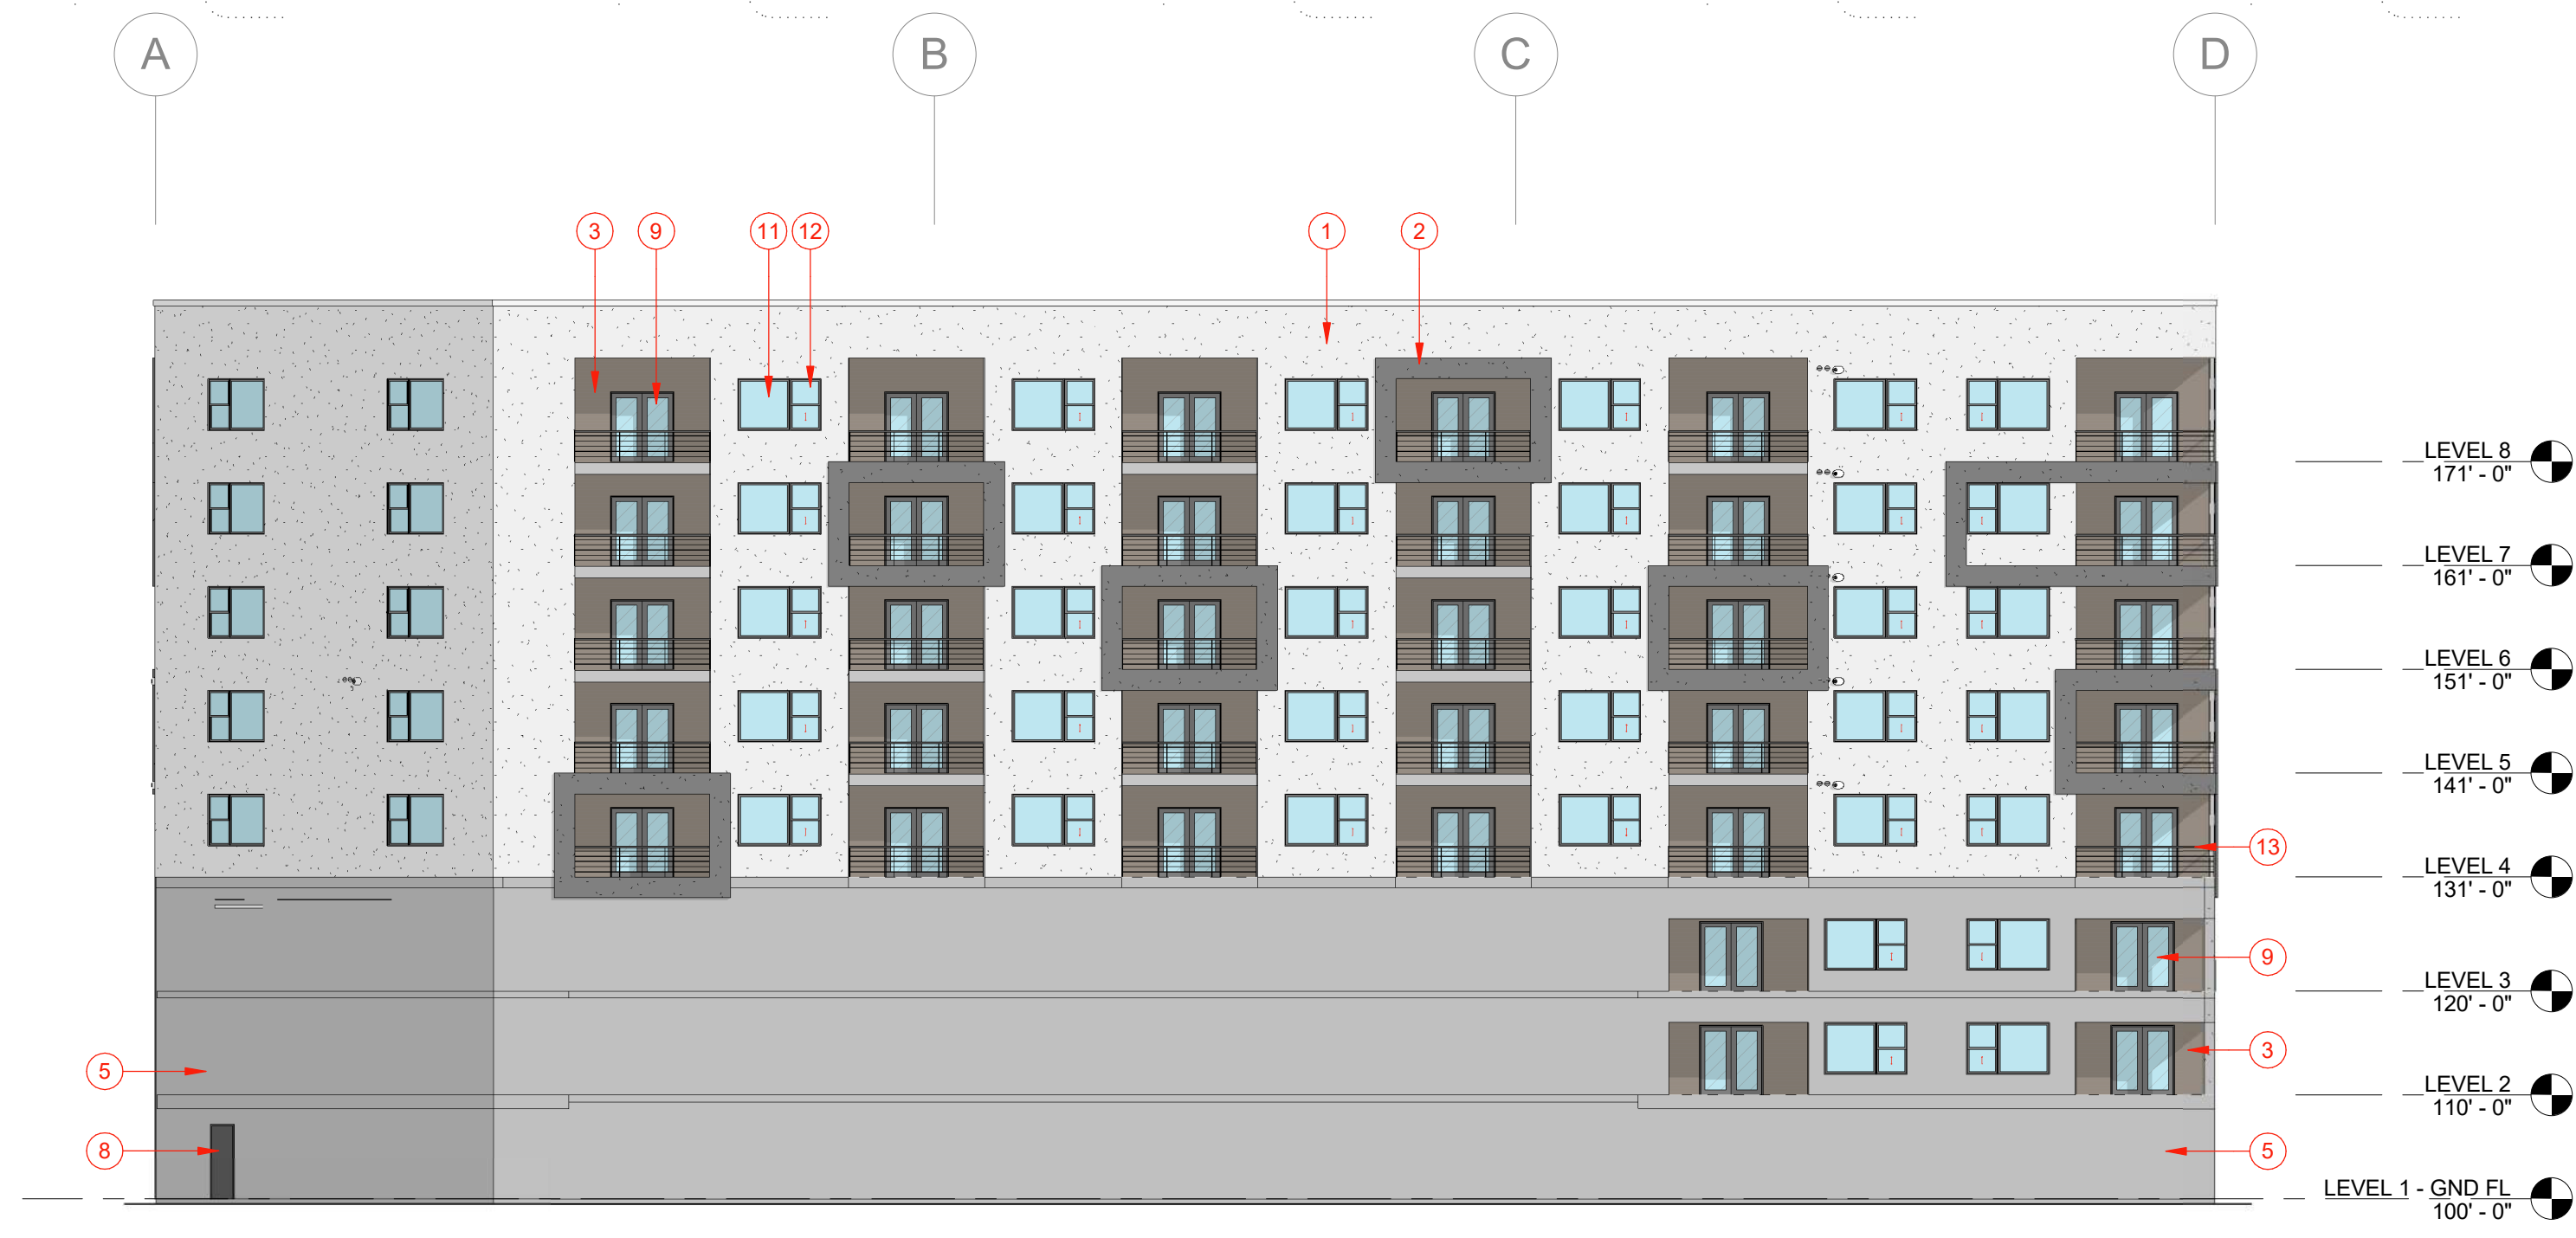 A
B
C
D
3
9
11
12
1
2
LEVEL 8
171' - 0"
LEVEL 7
161' - 0"
LEVEL 6
151' - 0"
LEVEL 5
141' - 0"
13
LEVEL 4
131' - 0"
9
LEVEL 3
120' - 0"
3
5
LEVEL 2
110' - 0"
8
5
LEVEL 1 - GND FL
100' - 0"